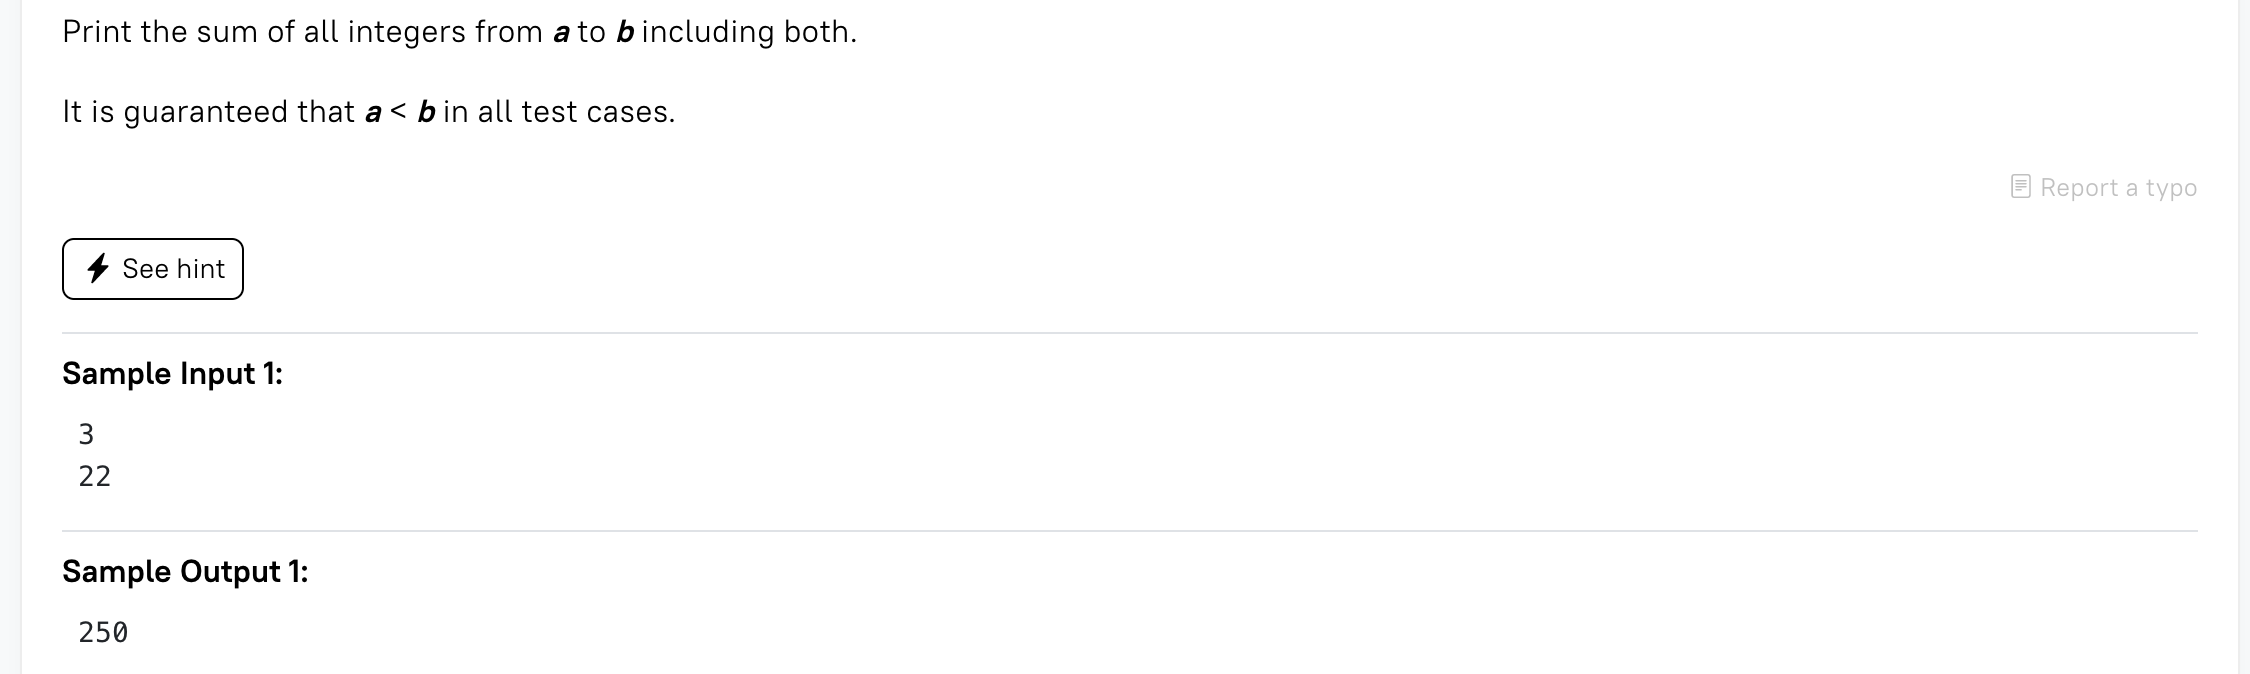 Print the sum of all integers from a to b including both.
It is guaranteed that a < b in all test cases.
Report a typo
See hint
Sample Input 1:
3
22
Sample Output 1:
250